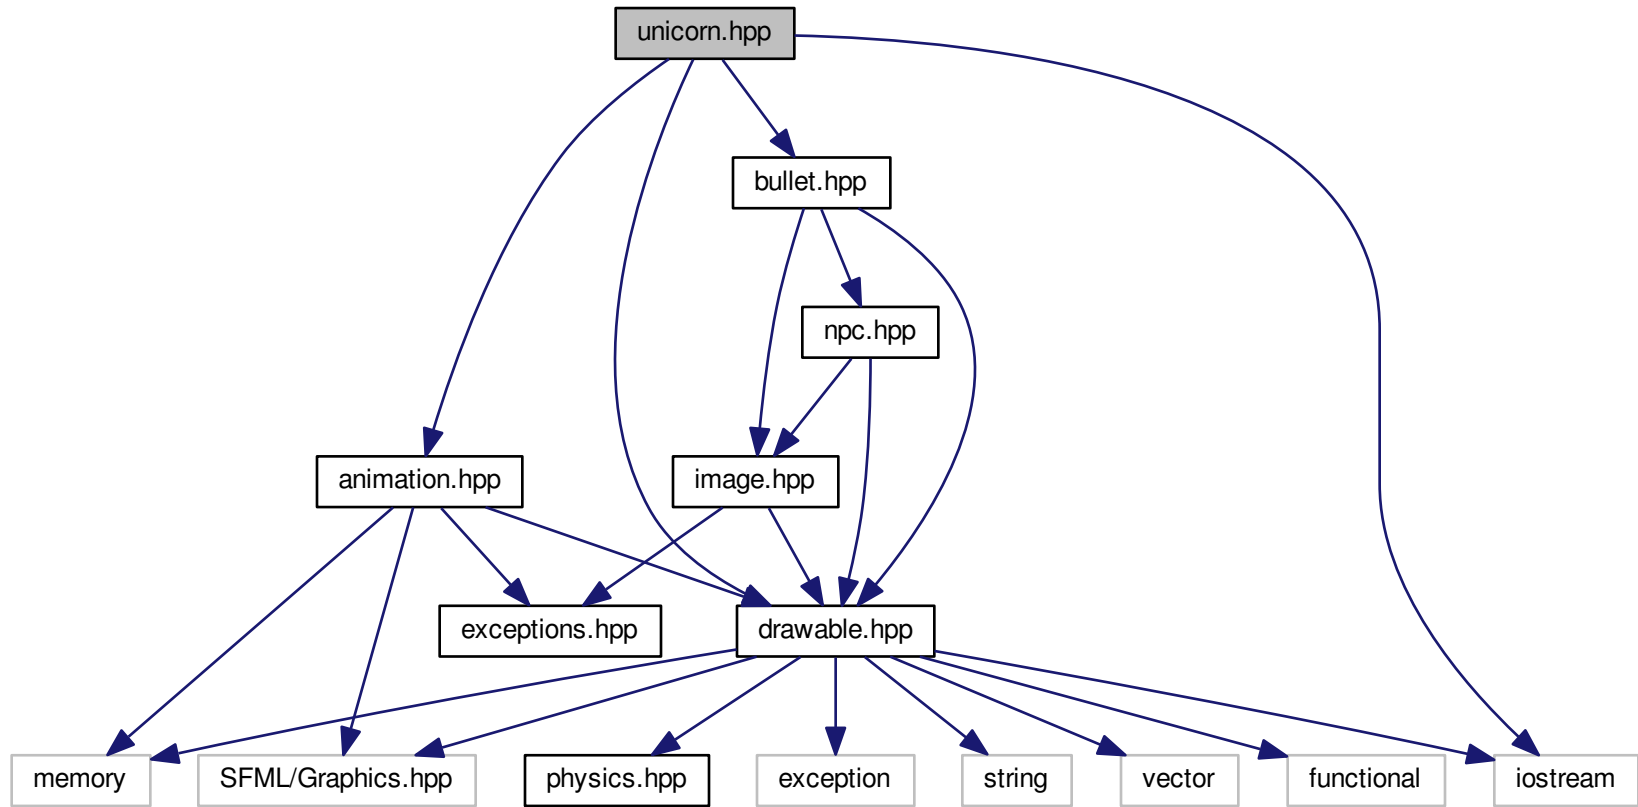 unicorn.hpp
bullet.hpp
npc.hpp
animation.hpp
image.hpp
exceptions.hpp
drawable.hpp
memory
SFML/Graphics.hpp
physics.hpp
exception
string
vector
functional
iostream